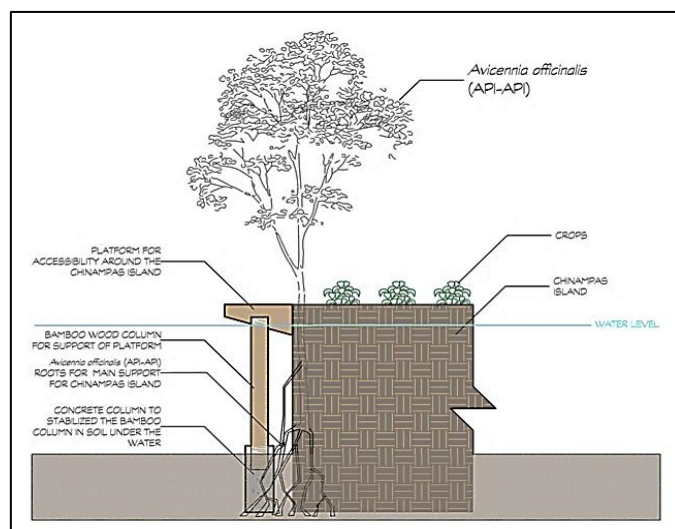 Avicennia officinalis
(API-API)
PLATFORM FOR
ACCESSIBILITY AROUND THE
CHINAMPAS ISLAND
CROPS
CHINAMPAS
ISLAND
WATER LEVEL
BAMBOO WOOD COLUMN
FOR SUPPORT OF PLATFORM
Avicennia officinalis (API-API)
ROOTS FOR MAIN SUPPORT
FOR CHINAMPAS ISLAND
CONCRETE COLUMN TO
STABILIZED THE BAMBOO
COLUMN IN SOIL UNDER THE
WATER